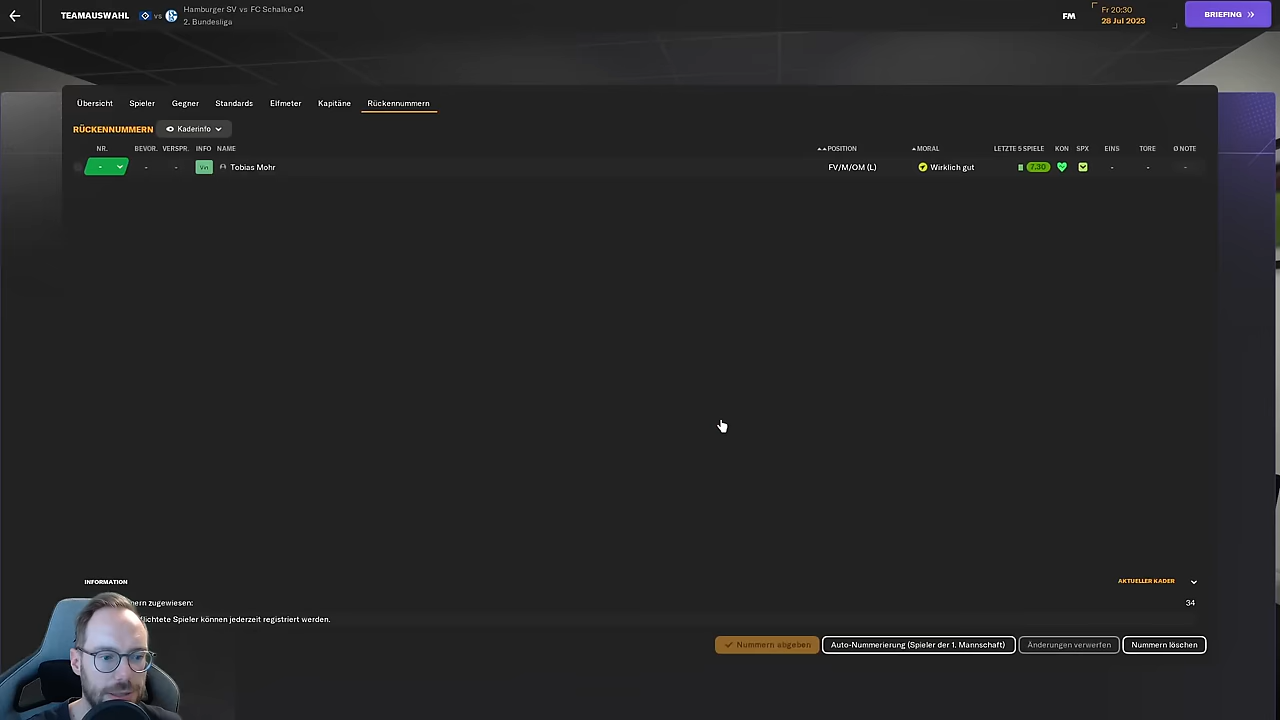 TEAMAUSWAHL vs Hamburger SV vs FC Schalke 04
2. Bundesliga
FM
Fr 20:30
28 Jul 2023
BRIEFING
Übersicht Spieler Gegner Standards Elfmeter Kapitäne Rückennummern
RÜCKENNUMMERN Kaderinfo
NR. BEVOR. VERSPR. INFO NAME POSITION MORAL LETZTE 5 SPIELE KON SPX EINS TORE Ø NOTE
- - - Vrl Tobias Mohr FV/M/OM (L) Wirklich gut 7.30 - - -
INFORMATION AKTUELLER KADER
zugewiesen: 34
Spieler können jederzeit registriert werden.
Nummern abgeben Auto-Nummerierung (Spieler der 1. Mannschaft) Änderungen verwerfen Nummern löschen